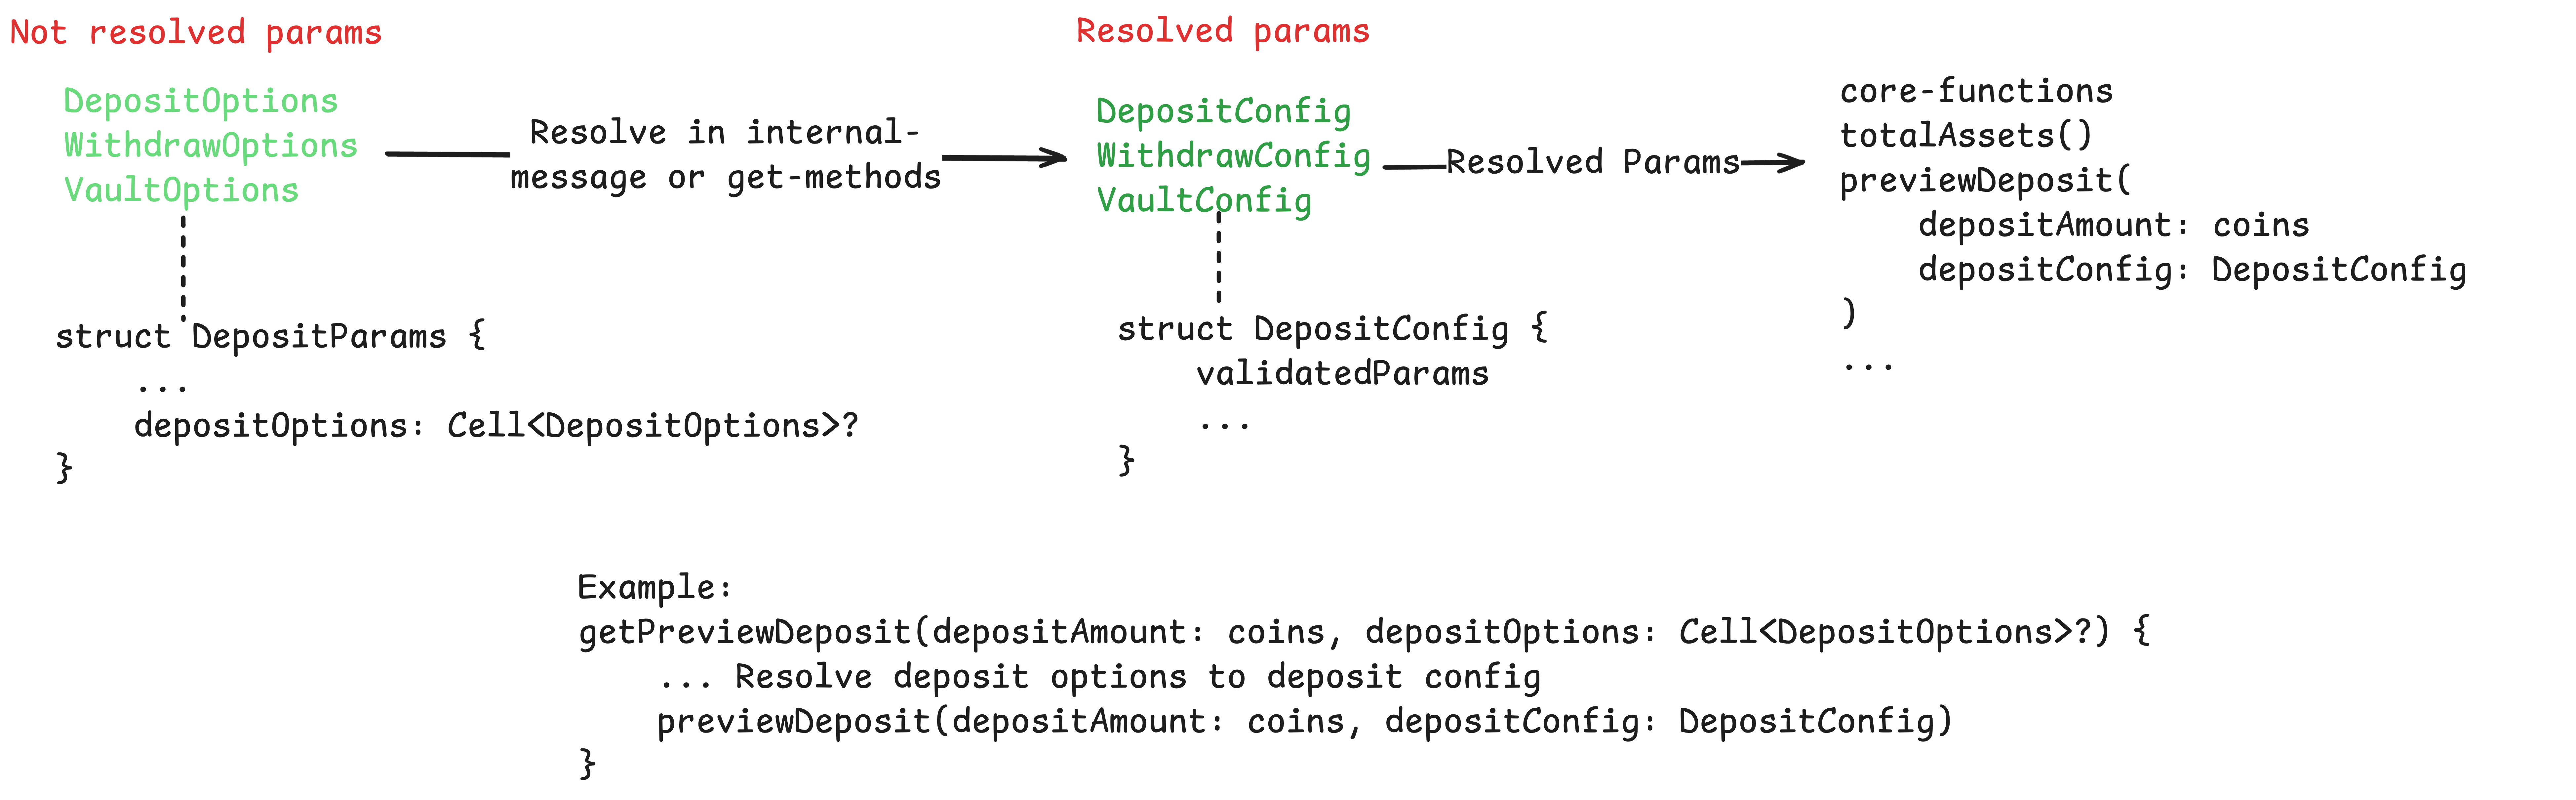 Not resolved params
DepositOptions
WithdrawOptions
VaultOptions
Resolve in internal-
message or get-methods
struct DepositParams {
...
depositOptions: Cell<DepositOptions>?
}
Resolved params
DepositConfig
WithdrawConfig
VaultConfig
Resolved Params
struct DepositConfig {
validatedParams
...
}
core-functions
totalAssets()
previewDeposit(
depositAmount: coins
depositConfig: DepositConfig
)
...
Example:
getPreviewDeposit(depositAmount: coins, depositOptions: Cell<DepositOptions>?) {
... Resolve deposit options to deposit config
previewDeposit(depositAmount: coins, depositConfig: DepositConfig)
}